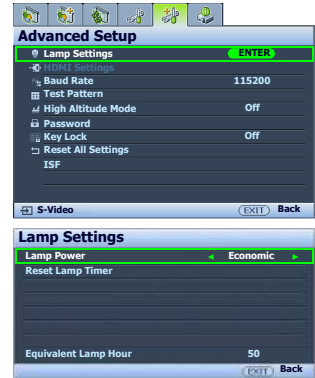 Advanced Setup
Lamp Settings ENTER
HDMI Settings
Baud Rate 115200
Test Pattern
High Altitude Mode Off
Password
Key Lock Off
Reset All Settings
ISF
S-Video EXIT Back
Lamp Settings
Lamp Power Economic
Reset Lamp Timer
Equivalent Lamp Hour 50
EXIT Back